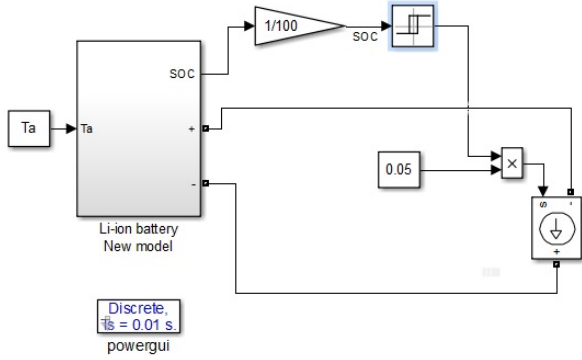 1/100
SOC
SOC
Ta
Ta
+
-
0.05
×
s
-
+
Li-ion battery
New model
Discrete,
Ts = 0.01 s.
powergui